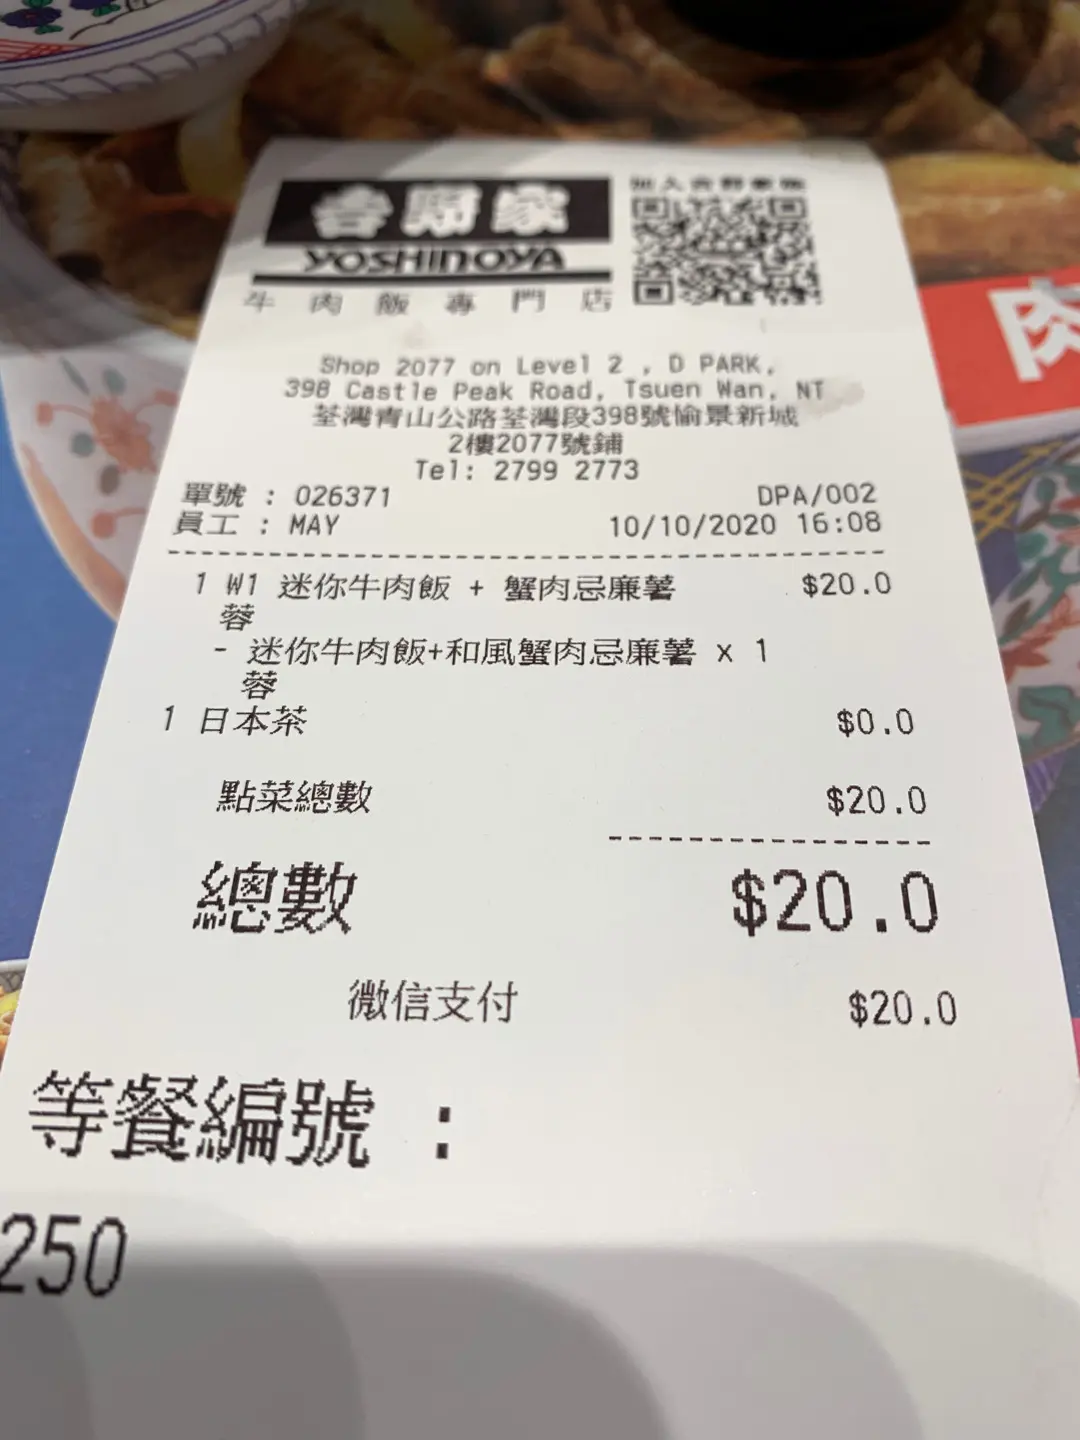 吉野家
YOSHINOYA
牛肉飯專門店
Shop 2077 on Level 2 , D PARK,
398 Castle Peak Road, Tsuen Wan, NT
荃灣青山公路荃灣段398號愉景新城
2樓2077號鋪
Tel: 2799 2773
單號 : 026371 DPA/002
員工 : MAY 10/10/2020 16:08
1 W1 迷你牛肉飯 + 蟹肉忌廉薯 $20.0
蓉
- 迷你牛肉飯+和風蟹肉忌廉薯 x 1
蓉
1 日本茶 $0.0
點菜總數 $20.0
總數 $20.0
微信支付 $20.0
等餐編號 :
250
肉